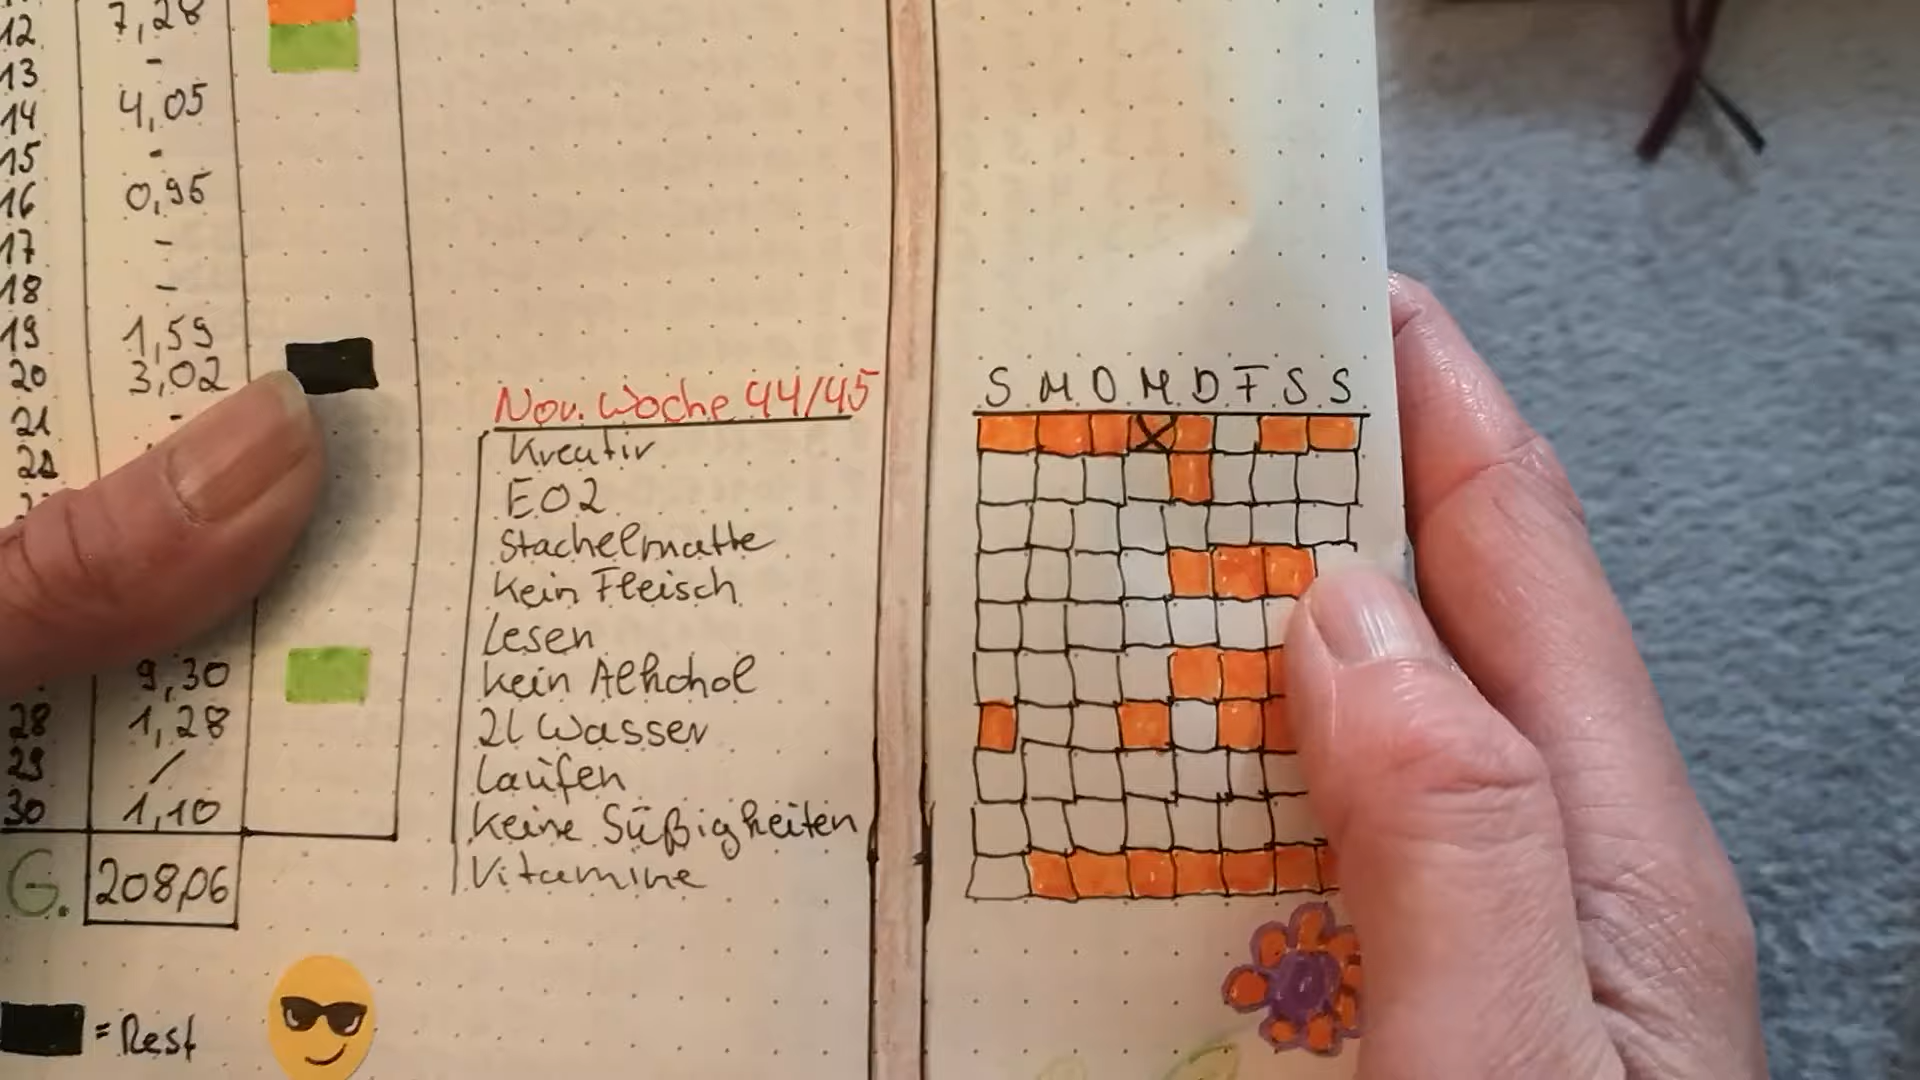 12 7,28
13 -
14 4,05
15 -
16 0,95
17 -
18 -
19 1,59
20 3,02
21 -
9,30
28 1,28
29 /
30 1,10
G. 208,06
= Rest
Nov. Woche 44/45
Kreativ
EO2
Stachelmatte
Kein Fleisch
Lesen
kein Alkohol
2l Wasser
Laufen
keine Süßigkeiten
Vitamine
S M D M D F S S